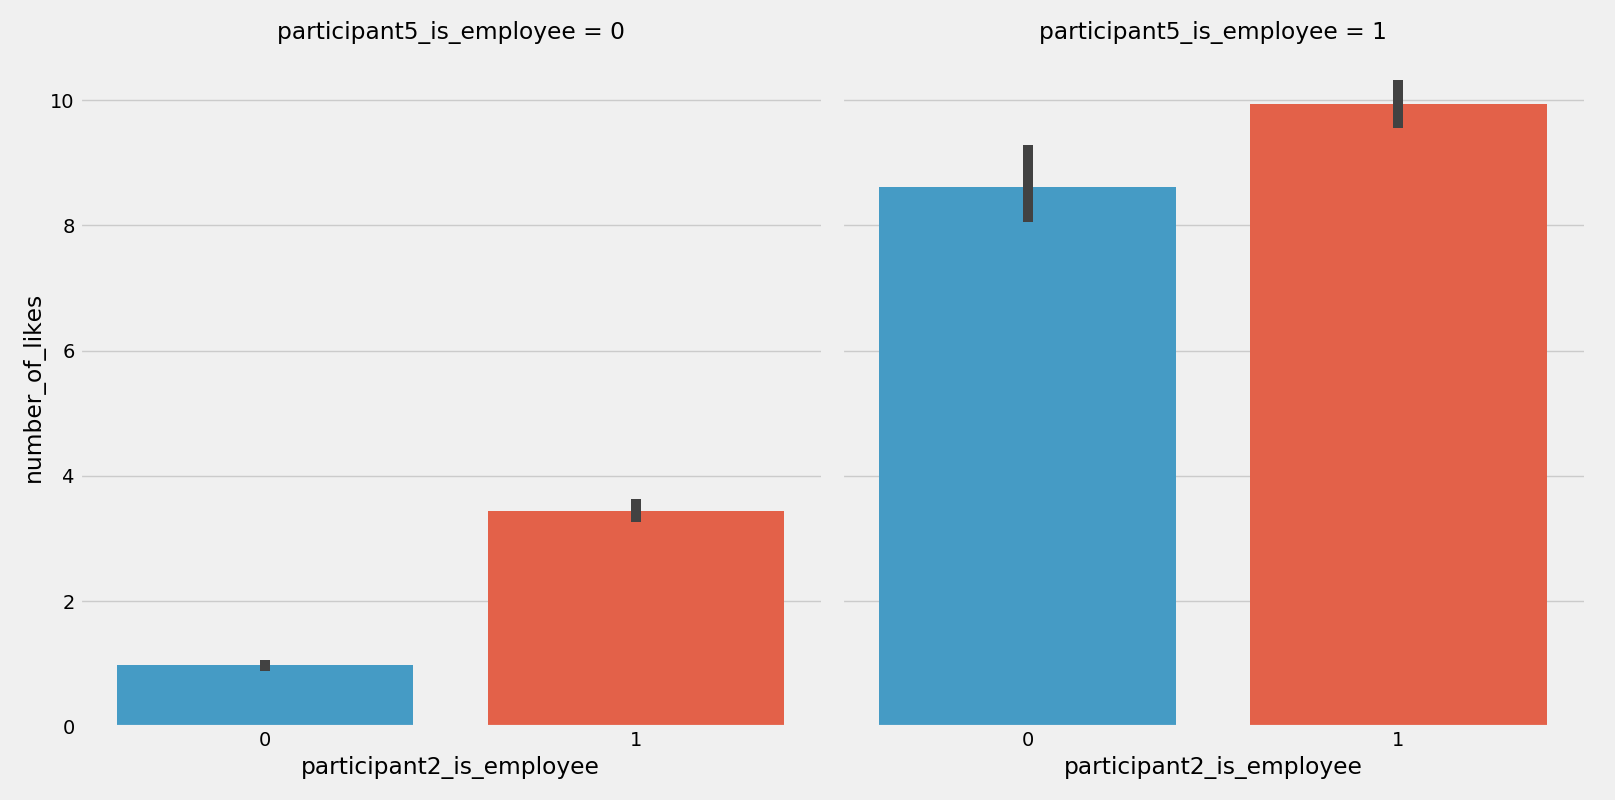 participant5_is_employee = 0
participant5_is_employee = 1
number_of_likes
10
8
6
4
2
0
0 1
0 1
participant2_is_employee
participant2_is_employee